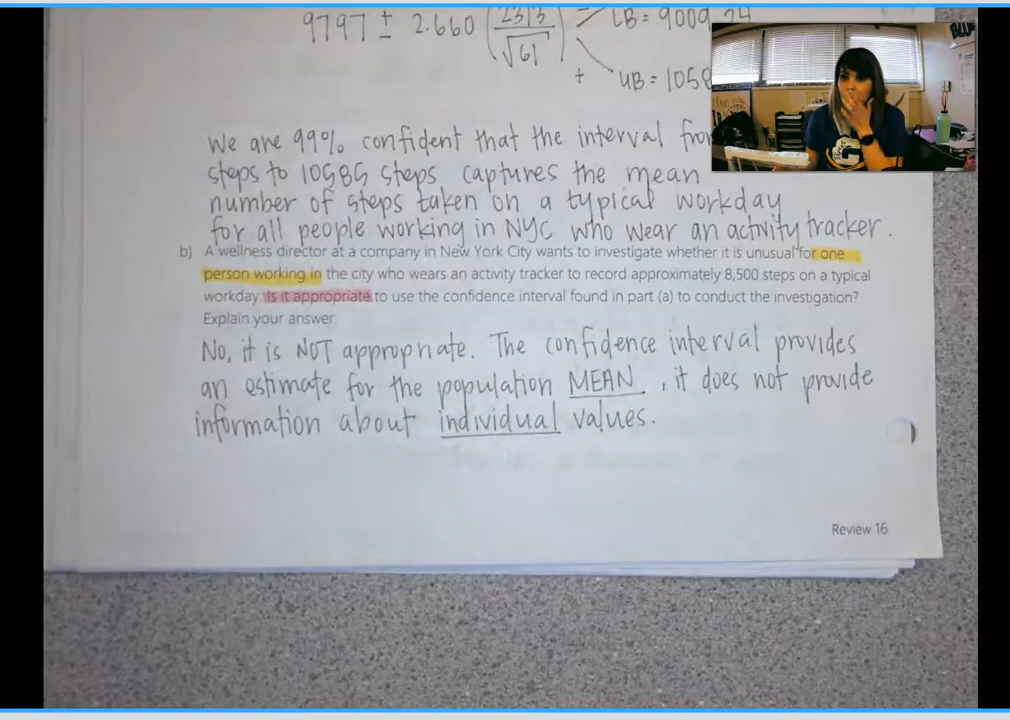 9797 ± 2.660 (2313/√61) LB = 9009.24
+ UB = 1058
We are 99% confident that the interval from
steps to 10585 steps captures the mean
number of steps taken on a typical workday
for all people working in NYC who wear an activity tracker.
b) A wellness director at a company in New York City wants to investigate whether it is unusual for one
person working in the city who wears an activity tracker to record approximately 8,500 steps on a typical
workday. Is it appropriate to use the confidence interval found in part (a) to conduct the investigation?
Explain your answer.
No, it is NOT appropriate. The confidence interval provides
an estimate for the population MEAN, it does not provide
information about individual values.
Review 16
G